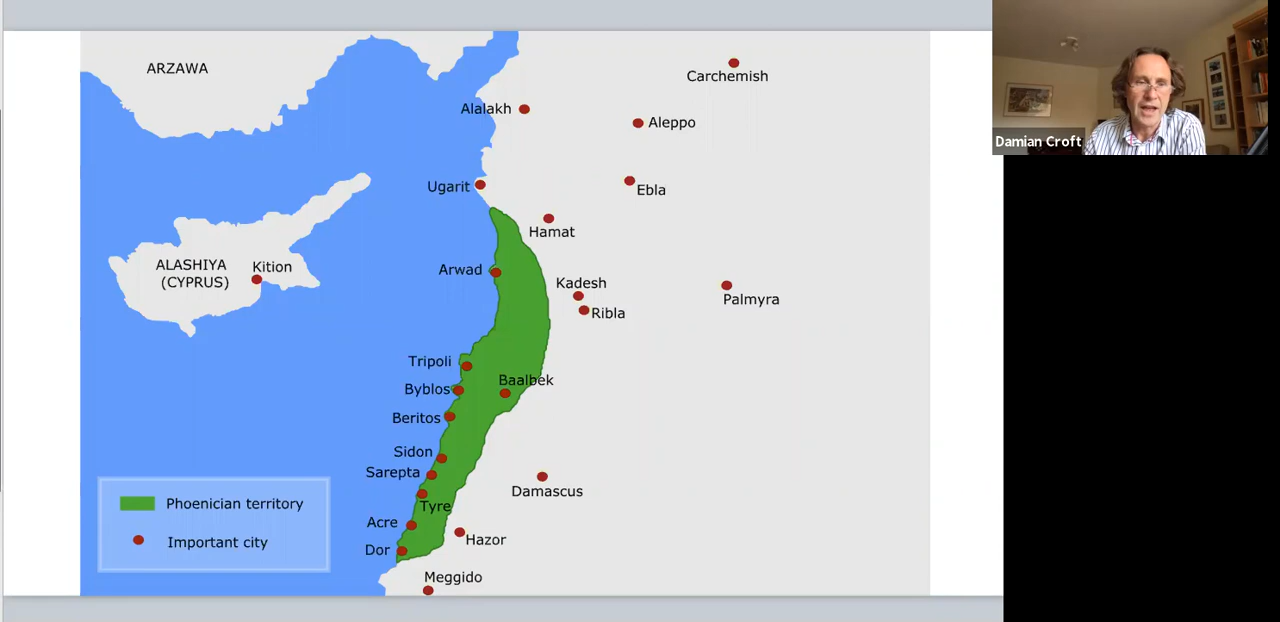 ARZAWA
Carchemish
Alalakh
Aleppo
Damian Croft
Ugarit
Ebla
Hamat
ALASHIYA
(CYPRUS)
Kition
Arwad
Kadesh
Ribla
Palmyra
Tripoli
Baalbek
Byblos
Beritos
Sidon
Sarepta
Damascus
Phoenician territory
Tyre
Acre
Important city
Hazor
Dor
Meggido